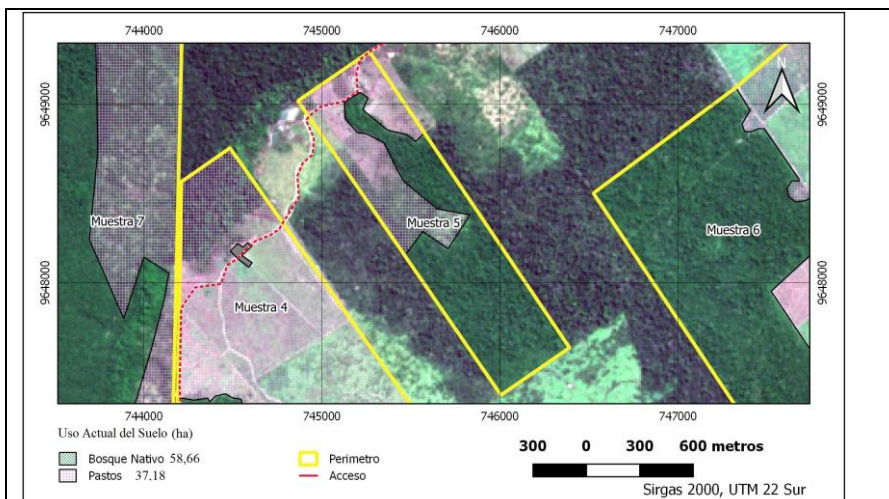 744000 745000 746000 747000
N
9649000 9649000
Muestra 7
Muestra 5
Muestra 6
Muestra 4
9648000 9648000
744000 745000 746000 747000
Uso Actual del Suelo (ha)
Bosque Nativo 58,66
Pastos 37,18
Perimetro
Acceso
300 0 300 600 metros
Sirgas 2000, UTM 22 Sur